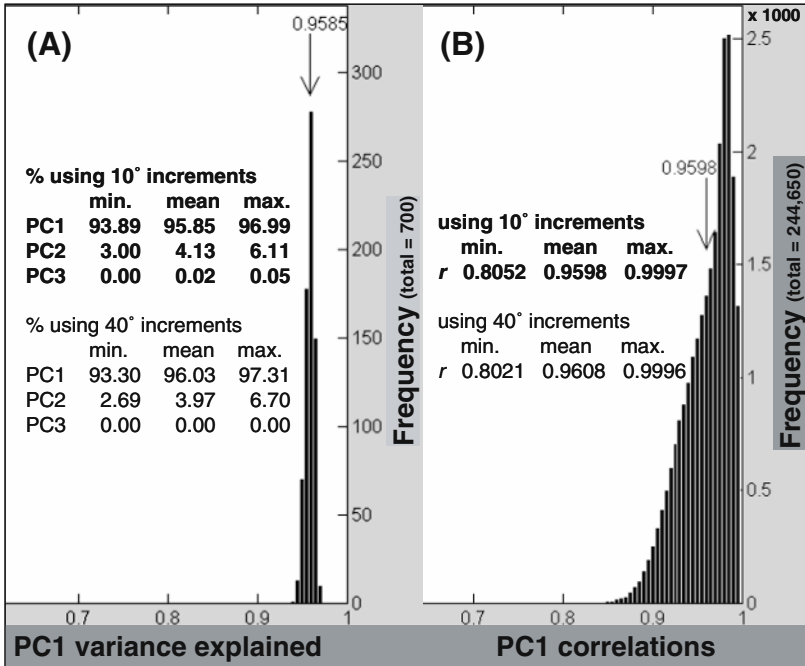 (A)
0.9585
300
250
200
150
100
50
0
% using 10° increments
min. mean max.
PC1 93.89 95.85 96.99
PC2 3.00 4.13 6.11
PC3 0.00 0.02 0.05
% using 40° increments
min. mean max.
PC1 93.30 96.03 97.31
PC2 2.69 3.97 6.70
PC3 0.00 0.00 0.00
Frequency (total = 700)
0.7 0.8 0.9 1
PC1 variance explained
(B)
x 1000
2.5
2
1.5
1
0.5
0
0.9598
using 10° increments
min. mean max.
r 0.8052 0.9598 0.9997
using 40° increments
min. mean max.
r 0.8021 0.9608 0.9996
Frequency (total = 244,650)
0.7 0.8 0.9 1
PC1 correlations